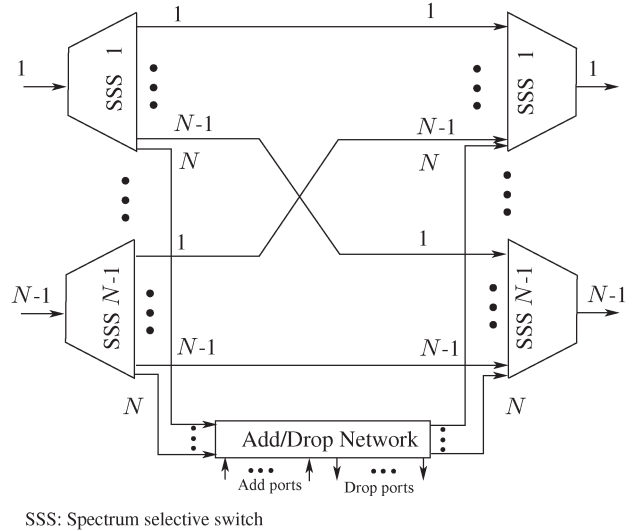 1
1
1
SSS 1
SSS 1
1
N-1
N-1
N
N
1
1
N-1
SSS N-1
SSS N-1
N-1
N-1
N-1
N
N
Add/Drop Network
Add ports
Drop ports
SSS: Spectrum selective switch